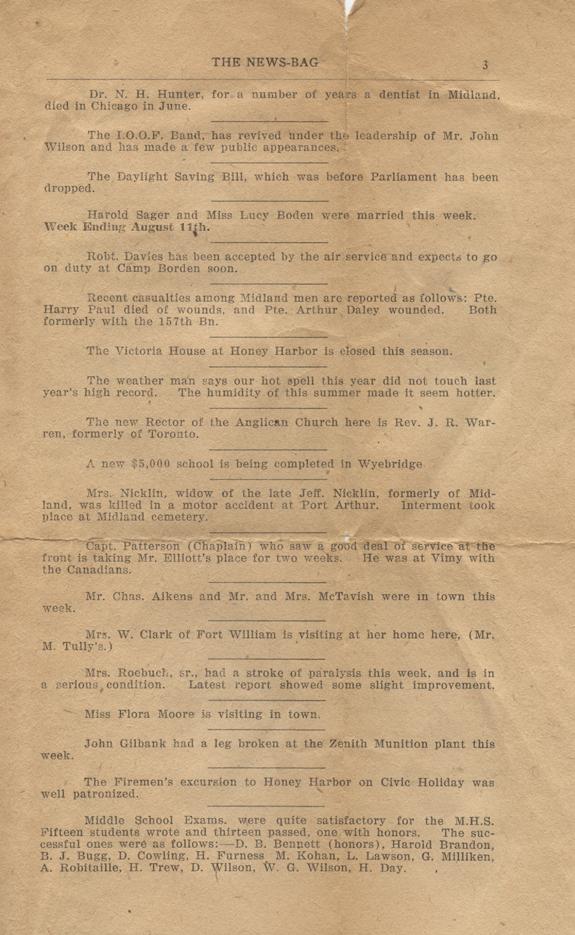 THE NEWS-BAG 3
Dr. N. H. Hunter, for a number of years a dentist in Midland,
died in Chicago in June.
The I.O.O.F. Band, has revived under the leadership of Mr. John
Wilson and has made a few public appearances.
The Daylight Saving Bill, which was before Parliament has been
dropped.
Harold Sager and Miss Lucy Boden were married this week.
Week Ending August 11th.
Robt. Davies has been accepted by the air service and expects to go
on duty at Camp Borden soon.
Recent casualties among Midland men are reported as follows: Pte.
Harry Paul died of wounds, and Pte. Arthur Daley wounded. Both
formerly with the 157th Bn.
The Victoria House at Honey Harbor is closed this season.
The weather man says our hot spell this year did not touch last
year's high record. The humidity of this summer made it seem hotter.
The new Rector of the Anglican Church here is Rev. J. R. War-
ren, formerly of Toronto.
A new $5,000 school is being completed in Wyebridge
Mrs. Nicklin, widow of the late Jeff. Nicklin, formerly of Mid-
land, was killed in a motor accident at Port Arthur. Interment took
place at Midland cemetery.
Capt. Patterson (Chaplain) who saw a good deal of service at the
front is taking Mr. Elliott's place for two weeks. He was at Vimy with
the Canadians.
Mr. Chas. Aikens and Mr. and Mrs. McTavish were in town this
week.
Mrs. W. Clark of Fort William is visiting at her home here, (Mr.
M. Tully's.)
Mrs. Roebuch, sr., had a stroke of paralysis this week, and is in
a serious condition. Latest report showed some slight improvement.
Miss Flora Moore is visiting in town.
John Gilbank had a leg broken at the Zenith Munition plant this
week.
The Firemen's excursion to Honey Harbor on Civic Holiday was
well patronized.
Middle School Exams. were quite satisfactory for the M.H.S.
Fifteen students wrote and thirteen passed, one with honors. The suc-
cessful ones were as follows:—D. B. Bennett (honors), Harold Brandon,
B. J. Bugg, D. Cowling, H. Furness M. Kohan, L. Lawson, G. Milliken,
A. Robitaille, H. Trew, D. Wilson, W. G. Wilson, H. Day.